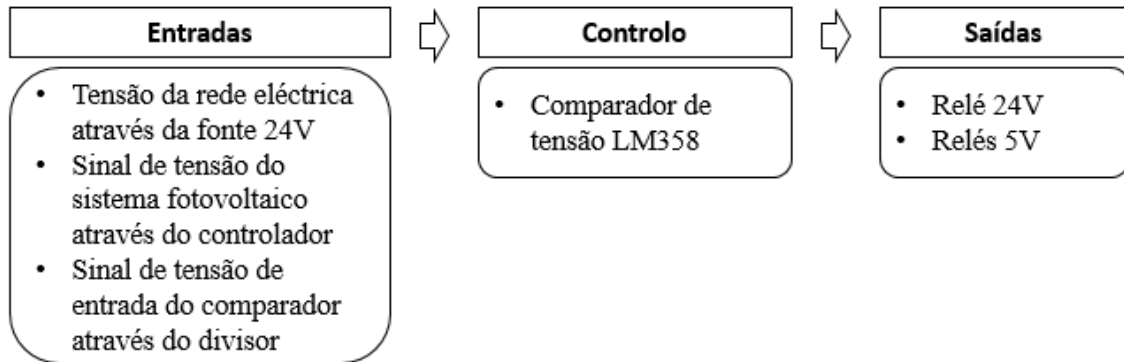 Entradas
• Tensão da rede eléctrica
através da fonte 24V
• Sinal de tensão do
sistema fotovoltaico
através do controlador
• Sinal de tensão de
entrada do comparador
através do divisor
Controlo
• Comparador de
tensão LM358
Saídas
• Relé 24V
• Relés 5V